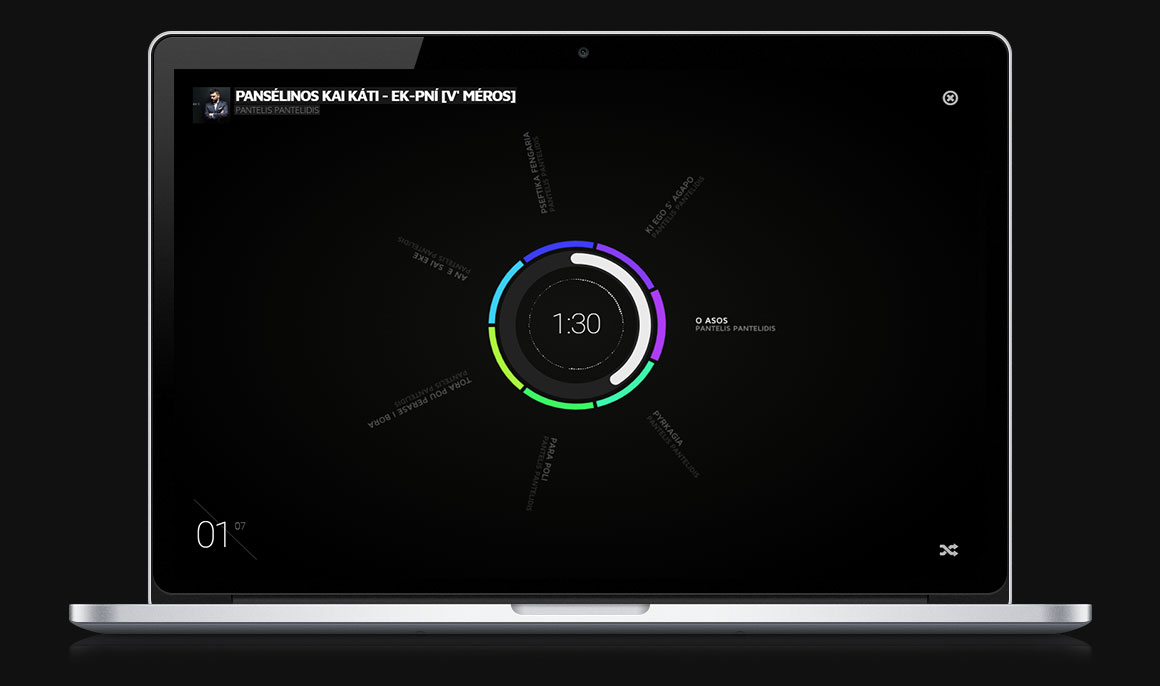 PANSÉLINOS KAI KÁTI - EK-PNÍ [V' MÉROS]
PANTELIS PANTELIDIS
PSEFTIKA FENGARIA
PANTELIS PANTELIDIS
KI EGO S' AGAPO
PANTELIS PANTELIDIS
AN E SAI EKE
PANTELIS PANTELIDIS
1:30
O ASOS
PANTELIS PANTELIDIS
TORA POU PERASE I BORA
PANTELIS PANTELIDIS
PYRKAGIA
PANTELIS PANTELIDIS
PARA POLI
PANTELIS PANTELIDIS
01 07